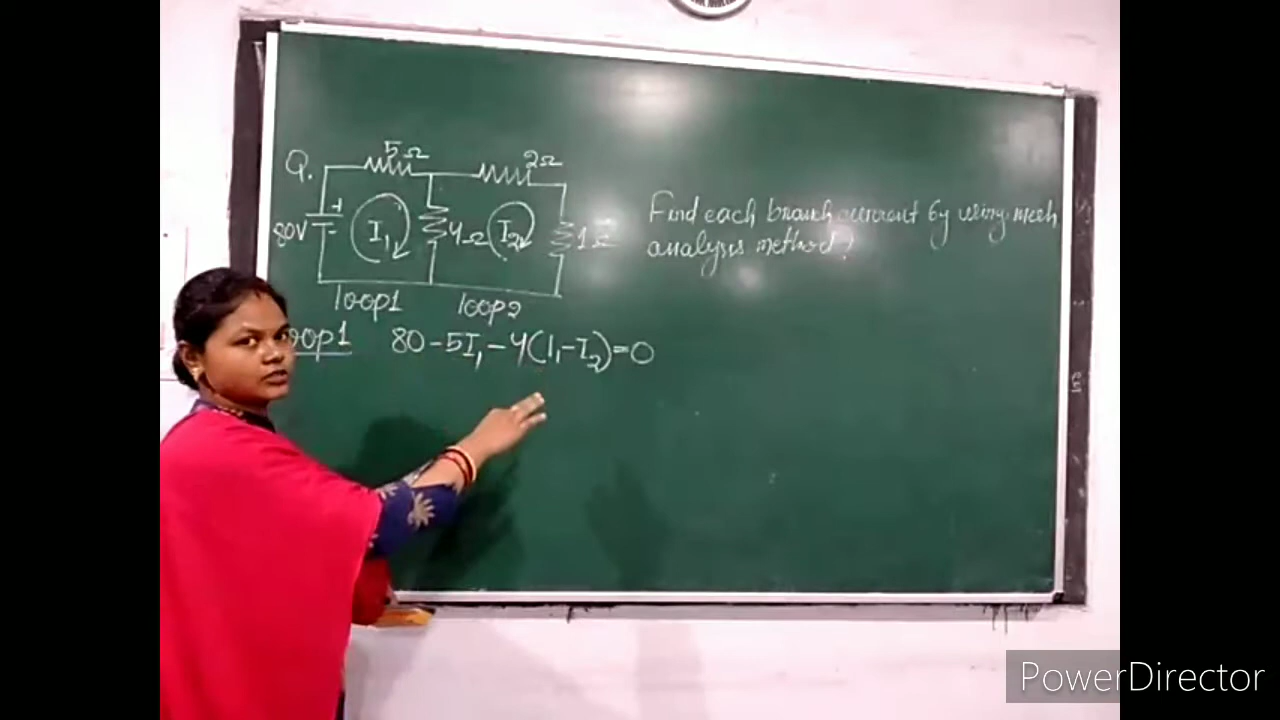 Q.
5Ω
2Ω
80V
+
-
I₁
4Ω
I₂
1Ω
loop1
loop2
Find each branch current by using mesh
analysis method?
oop1 80-5I₁-4(I₁-I₂)=0
PowerDirector